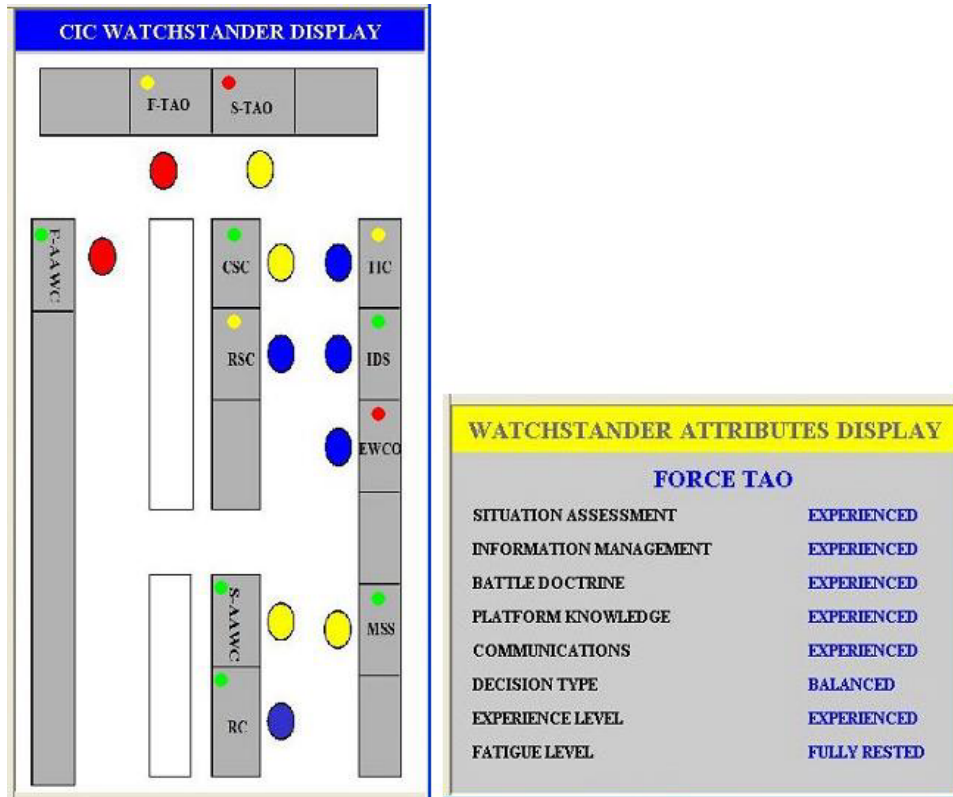 CIC WATCHSTANDER DISPLAY
F-TAO
S-TAO
F-AAWC
CSC
TIC
RSC
IDS
EWCO
S-AAWC
MSS
RC
WATCHSTANDER ATTRIBUTES DISPLAY
FORCE TAO
SITUATION ASSESSMENT EXPERIENCED
INFORMATION MANAGEMENT EXPERIENCED
BATTLE DOCTRINE EXPERIENCED
PLATFORM KNOWLEDGE EXPERIENCED
COMMUNICATIONS EXPERIENCED
DECISION TYPE BALANCED
EXPERIENCE LEVEL EXPERIENCED
FATIGUE LEVEL FULLY RESTED